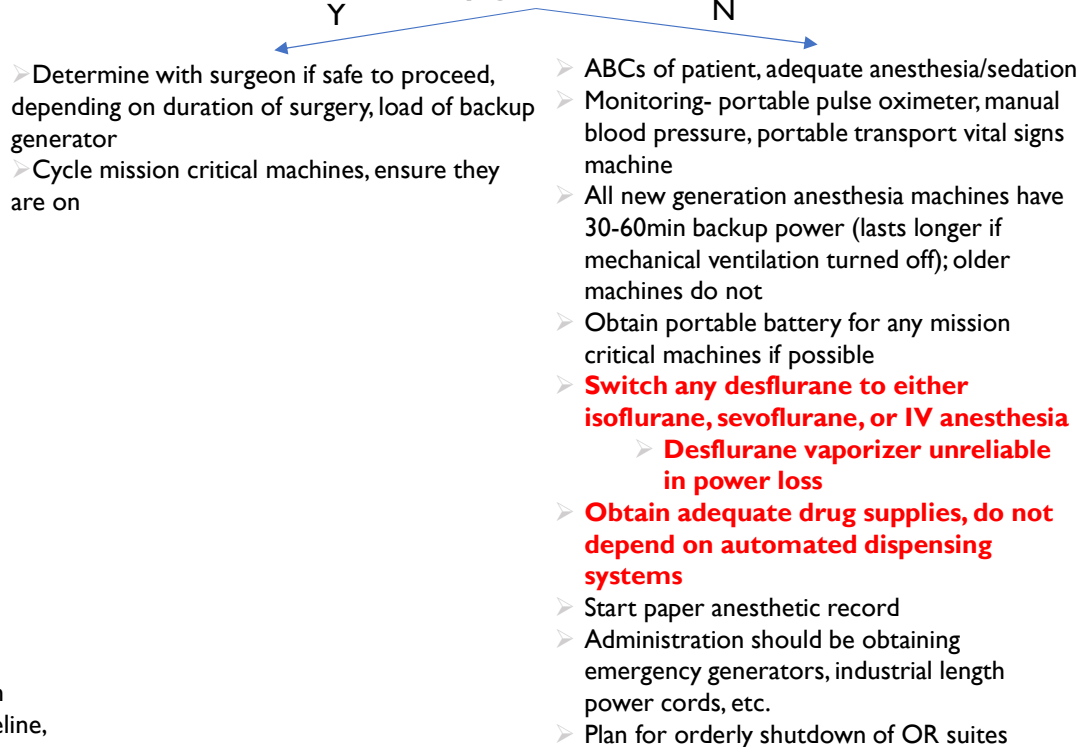 Y
N
➢Determine with surgeon if safe to proceed,
depending on duration of surgery, load of backup
generator
➢Cycle mission critical machines, ensure they
are on
➢ ABCs of patient, adequate anesthesia/sedation
➢ Monitoring- portable pulse oximeter, manual
blood pressure, portable transport vital signs
machine
➢ All new generation anesthesia machines have
30-60min backup power (lasts longer if
mechanical ventilation turned off); older
machines do not
➢ Obtain portable battery for any mission
critical machines if possible
➢ Switch any desflurane to either
isoflurane, sevoflurane, or IV anesthesia
➢ Desflurane vaporizer unreliable
in power loss
➢ Obtain adequate drug supplies, do not
depend on automated dispensing
systems
➢ Start paper anesthetic record
➢ Administration should be obtaining
emergency generators, industrial length
power cords, etc.
➢ Plan for orderly shutdown of OR suites